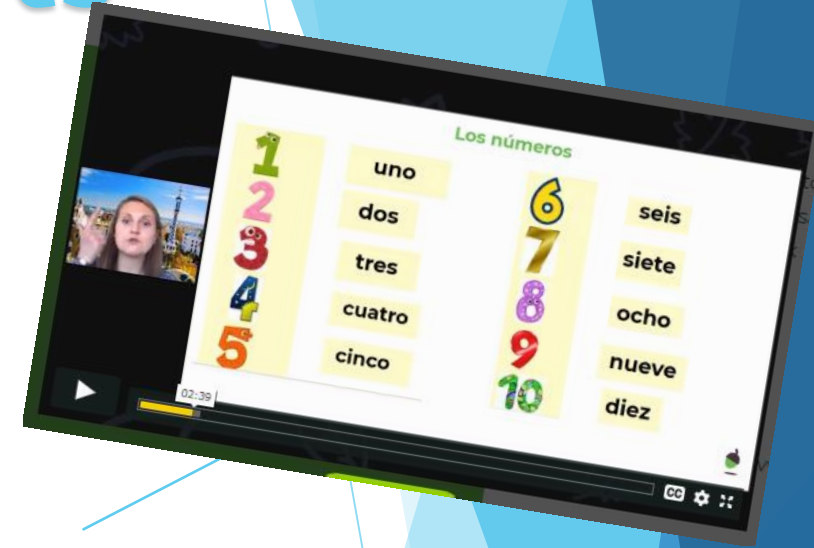 Los números
1 uno
2 dos
3 tres
4 cuatro
5 cinco
6 seis
7 siete
8 ocho
9 nueve
10 diez
02:39
CC